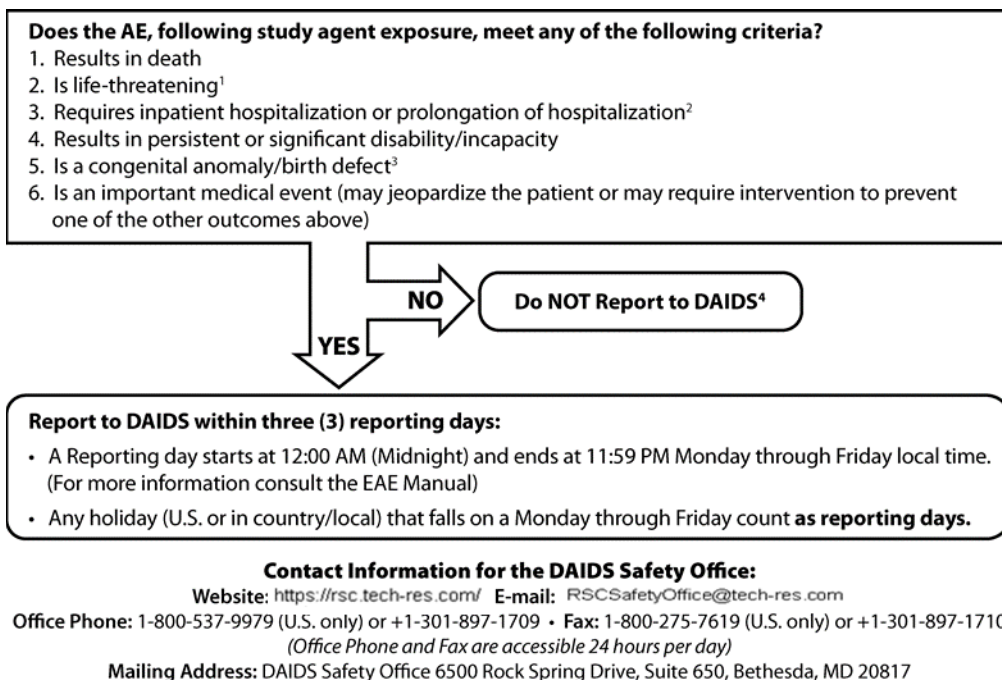 Does the AE, following study agent exposure, meet any of the following criteria?
1. Results in death
2. Is life-threatening¹
3. Requires inpatient hospitalization or prolongation of hospitalization²
4. Results in persistent or significant disability/incapacity
5. Is a congenital anomaly/birth defect³
6. Is an important medical event (may jeopardize the patient or may require intervention to prevent
one of the other outcomes above)
NO
Do NOT Report to DAIDS⁴
YES
Report to DAIDS within three (3) reporting days:
• A Reporting day starts at 12:00 AM (Midnight) and ends at 11:59 PM Monday through Friday local time.
(For more information consult the EAE Manual)
• Any holiday (U.S. or in country/local) that falls on a Monday through Friday count as reporting days.
Contact Information for the DAIDS Safety Office:
Website: https://rsc.tech-res.com/ E-mail: RSCSafetyOffice@tech-res.com
Office Phone: 1-800-537-9979 (U.S. only) or +1-301-897-1709 • Fax: 1-800-275-7619 (U.S. only) or +1-301-897-1710
(Office Phone and Fax are accessible 24 hours per day)
Mailing Address: DAIDS Safety Office 6500 Rock Spring Drive, Suite 650, Bethesda, MD 20817